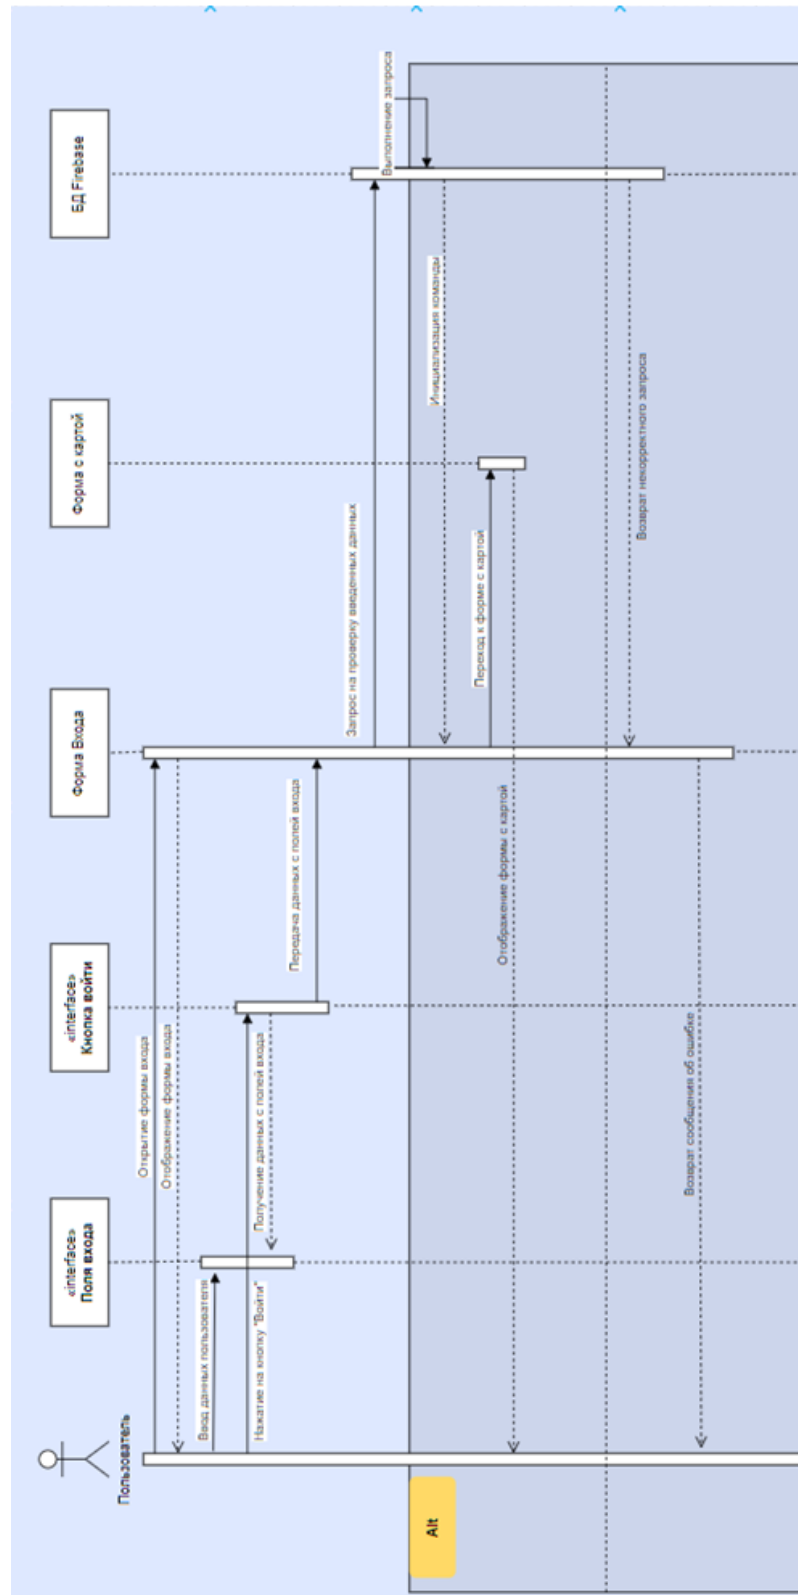 Пользователь
«interface»
Поля входа
«interface»
Кнопка войти
Форма Входа
Форма с картой
БД Firebase
Открытие формы входа
Отображение формы входа
Ввод данных пользователя
Нажатие на кнопку "Войти"
Получение данных с полей входа
Передача данных с полей входа
Запрос на проверку введенных данных
Выполнение запроса
Alt
Инициализация команды
Переход к форме с картой
Отображение формы с картой
Возврат некорректного запроса
Возврат сообщения об ошибке